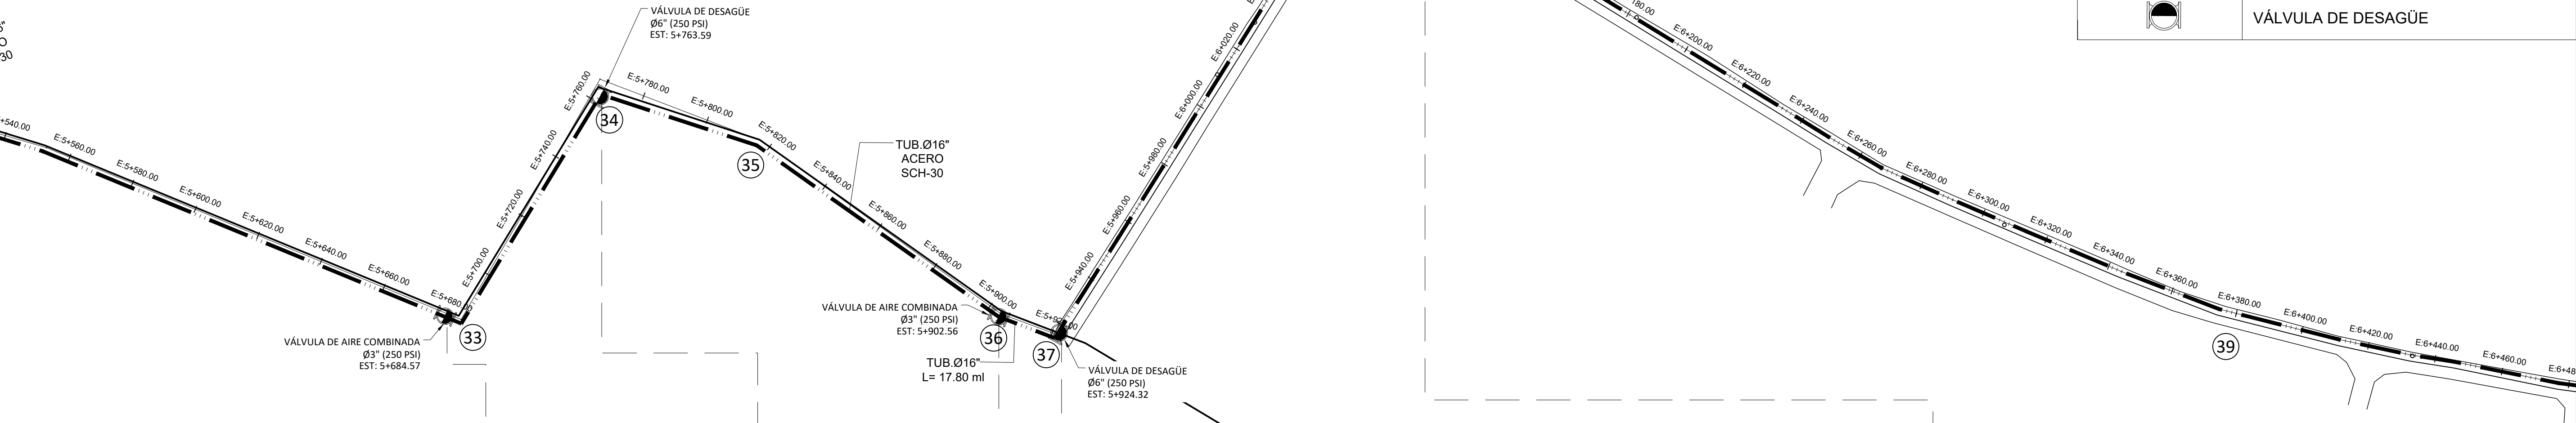 VÁLVULA DE DESAGÜE
Ø6" (250 PSI)
EST: 5+763.59
VÁLVULA DE DESAGÜE
E:5+560.00
E:5+580.00
E:5+600.00
E:5+620.00
E:5+640.00
E:5+660.00
E:5+680
E:5+700.00
E:5+720.00
E:5+740.00
E:5+760.00
E:5+780.00
E:5+800.00
E:5+820.00
E:5+840.00
E:5+860.00
E:5+880.00
E:5+900.00
E:5+940.00
E:5+960.00
E:5+980.00
E:6+000.00
E:6+020.00
E:6+200.00
E:6+220.00
E:6+240.00
E:6+260.00
E:6+280.00
E:6+300.00
E:6+320.00
E:6+340.00
E:6+360.00
E:6+380.00
E:6+400.00
E:6+420.00
E:6+440.00
E:6+460.00
34
35
TUB.Ø16"
ACERO
SCH-30
VÁLVULA DE AIRE COMBINADA
Ø3" (250 PSI)
EST: 5+684.57
33
VÁLVULA DE AIRE COMBINADA
Ø3" (250 PSI)
EST: 5+902.56
36
37
TUB.Ø16"
L= 17.80 ml
VÁLVULA DE DESAGÜE
Ø6" (250 PSI)
EST: 5+924.32
39